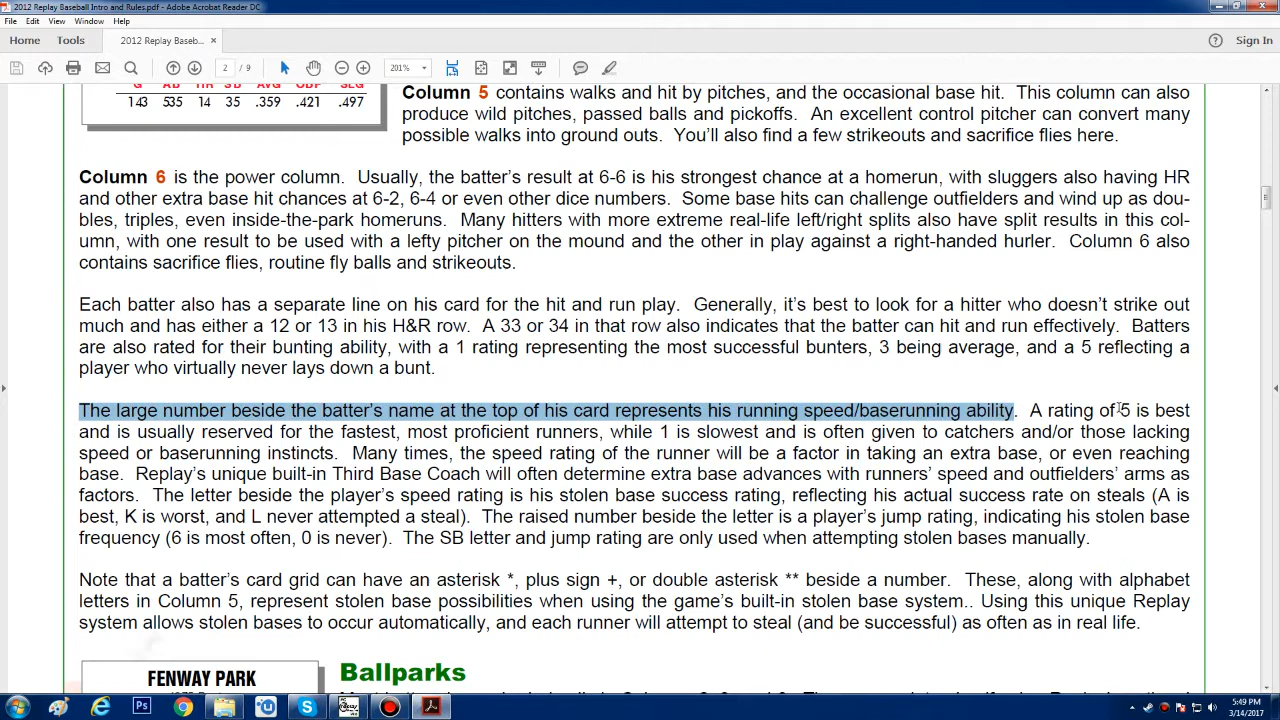 2012 Replay Baseball Intro and Rules.pdf - Adobe Acrobat Reader DC
File Edit View Window Help
Home Tools 2012 Replay Baseb... × Sign In
2 / 9 201%
G AB HR SB AVG OBP SLG
143 535 14 35 .359 .421 .497
Column 5 contains walks and hit by pitches, and the occasional base hit. This column can also
produce wild pitches, passed balls and pickoffs. An excellent control pitcher can convert many
possible walks into ground outs. You'll also find a few strikeouts and sacrifice flies here.
Column 6 is the power column. Usually, the batter's result at 6-6 is his strongest chance at a homerun, with sluggers also having HR
and other extra base hit chances at 6-2, 6-4 or even other dice numbers. Some base hits can challenge outfielders and wind up as dou-
bles, triples, even inside-the-park homeruns. Many hitters with more extreme real-life left/right splits also have split results in this col-
umn, with one result to be used with a lefty pitcher on the mound and the other in play against a right-handed hurler. Column 6 also
contains sacrifice flies, routine fly balls and strikeouts.
Each batter also has a separate line on his card for the hit and run play. Generally, it's best to look for a hitter who doesn't strike out
much and has either a 12 or 13 in his H&R row. A 33 or 34 in that row also indicates that the batter can hit and run effectively. Batters
are also rated for their bunting ability, with a 1 rating representing the most successful bunters, 3 being average, and a 5 reflecting a
player who virtually never lays down a bunt.
The large number beside the batter's name at the top of his card represents his running speed/baserunning ability. A rating of 5 is best
and is usually reserved for the fastest, most proficient runners, while 1 is slowest and is often given to catchers and/or those lacking
speed or baserunning instincts. Many times, the speed rating of the runner will be a factor in taking an extra base, or even reaching
base. Replay's unique built-in Third Base Coach will often determine extra base advances with runners' speed and outfielders' arms as
factors. The letter beside the player's speed rating is his stolen base success rating, reflecting his actual success rate on steals (A is
best, K is worst, and L never attempted a steal). The raised number beside the letter is a player's jump rating, indicating his stolen base
frequency (6 is most often, 0 is never). The SB letter and jump rating are only used when attempting stolen bases manually.
Note that a batter's card grid can have an asterisk *, plus sign +, or double asterisk ** beside a number. These, along with alphabet
letters in Column 5, represent stolen base possibilities when using the game's built-in stolen base system.. Using this unique Replay
system allows stolen bases to occur automatically, and each runner will attempt to steal (and be successful) as often as in real life.
FENWAY PARK
Ballparks
5:49 PM
3/14/2017